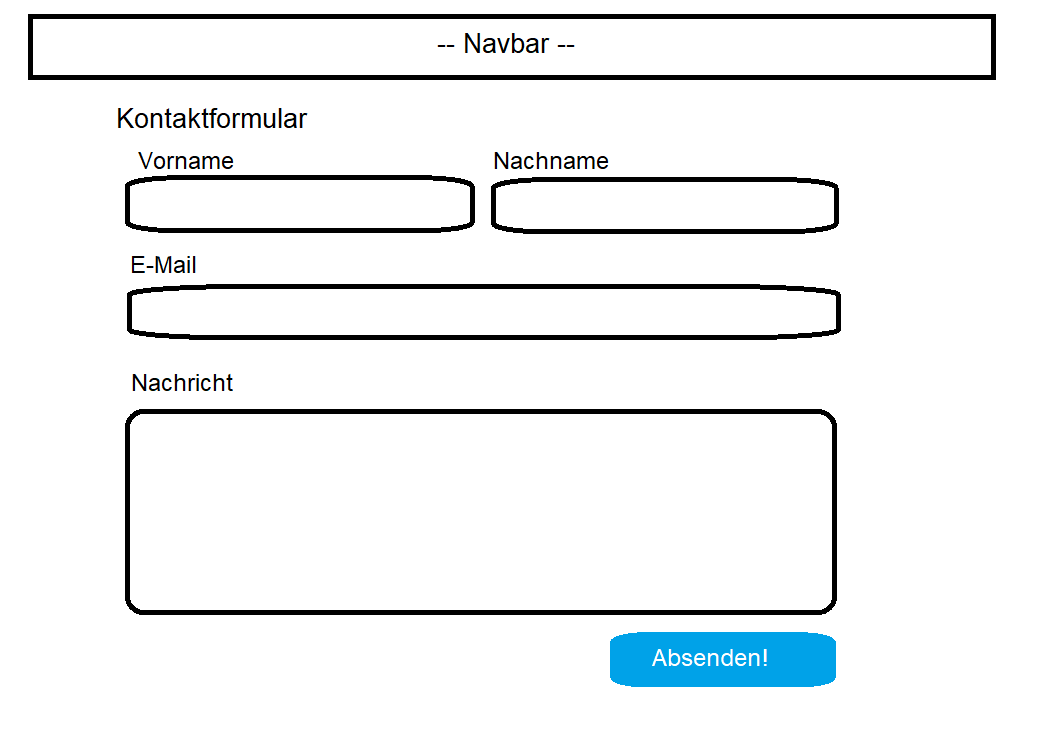 -- Navbar --
Kontaktformular
Vorname Nachname
E-Mail
Nachricht
Absenden!